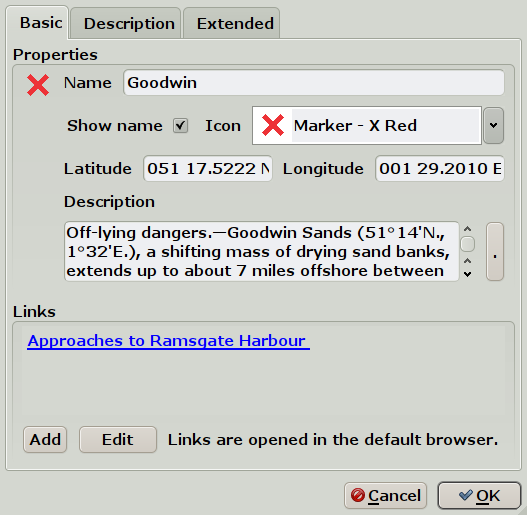 Basic Description Extended
Properties
Name Goodwin
Show name Icon Marker - X Red
Latitude 051 17.5222 N Longitude 001 29.2010 E
Description
Off-lying dangers.—Goodwin Sands (51°14'N.,
1°32'E.), a shifting mass of drying sand banks,
extends up to about 7 miles offshore between
.
Links
Approaches to Ramsgate Harbour
Add Edit Links are opened in the default browser.
Cancel OK